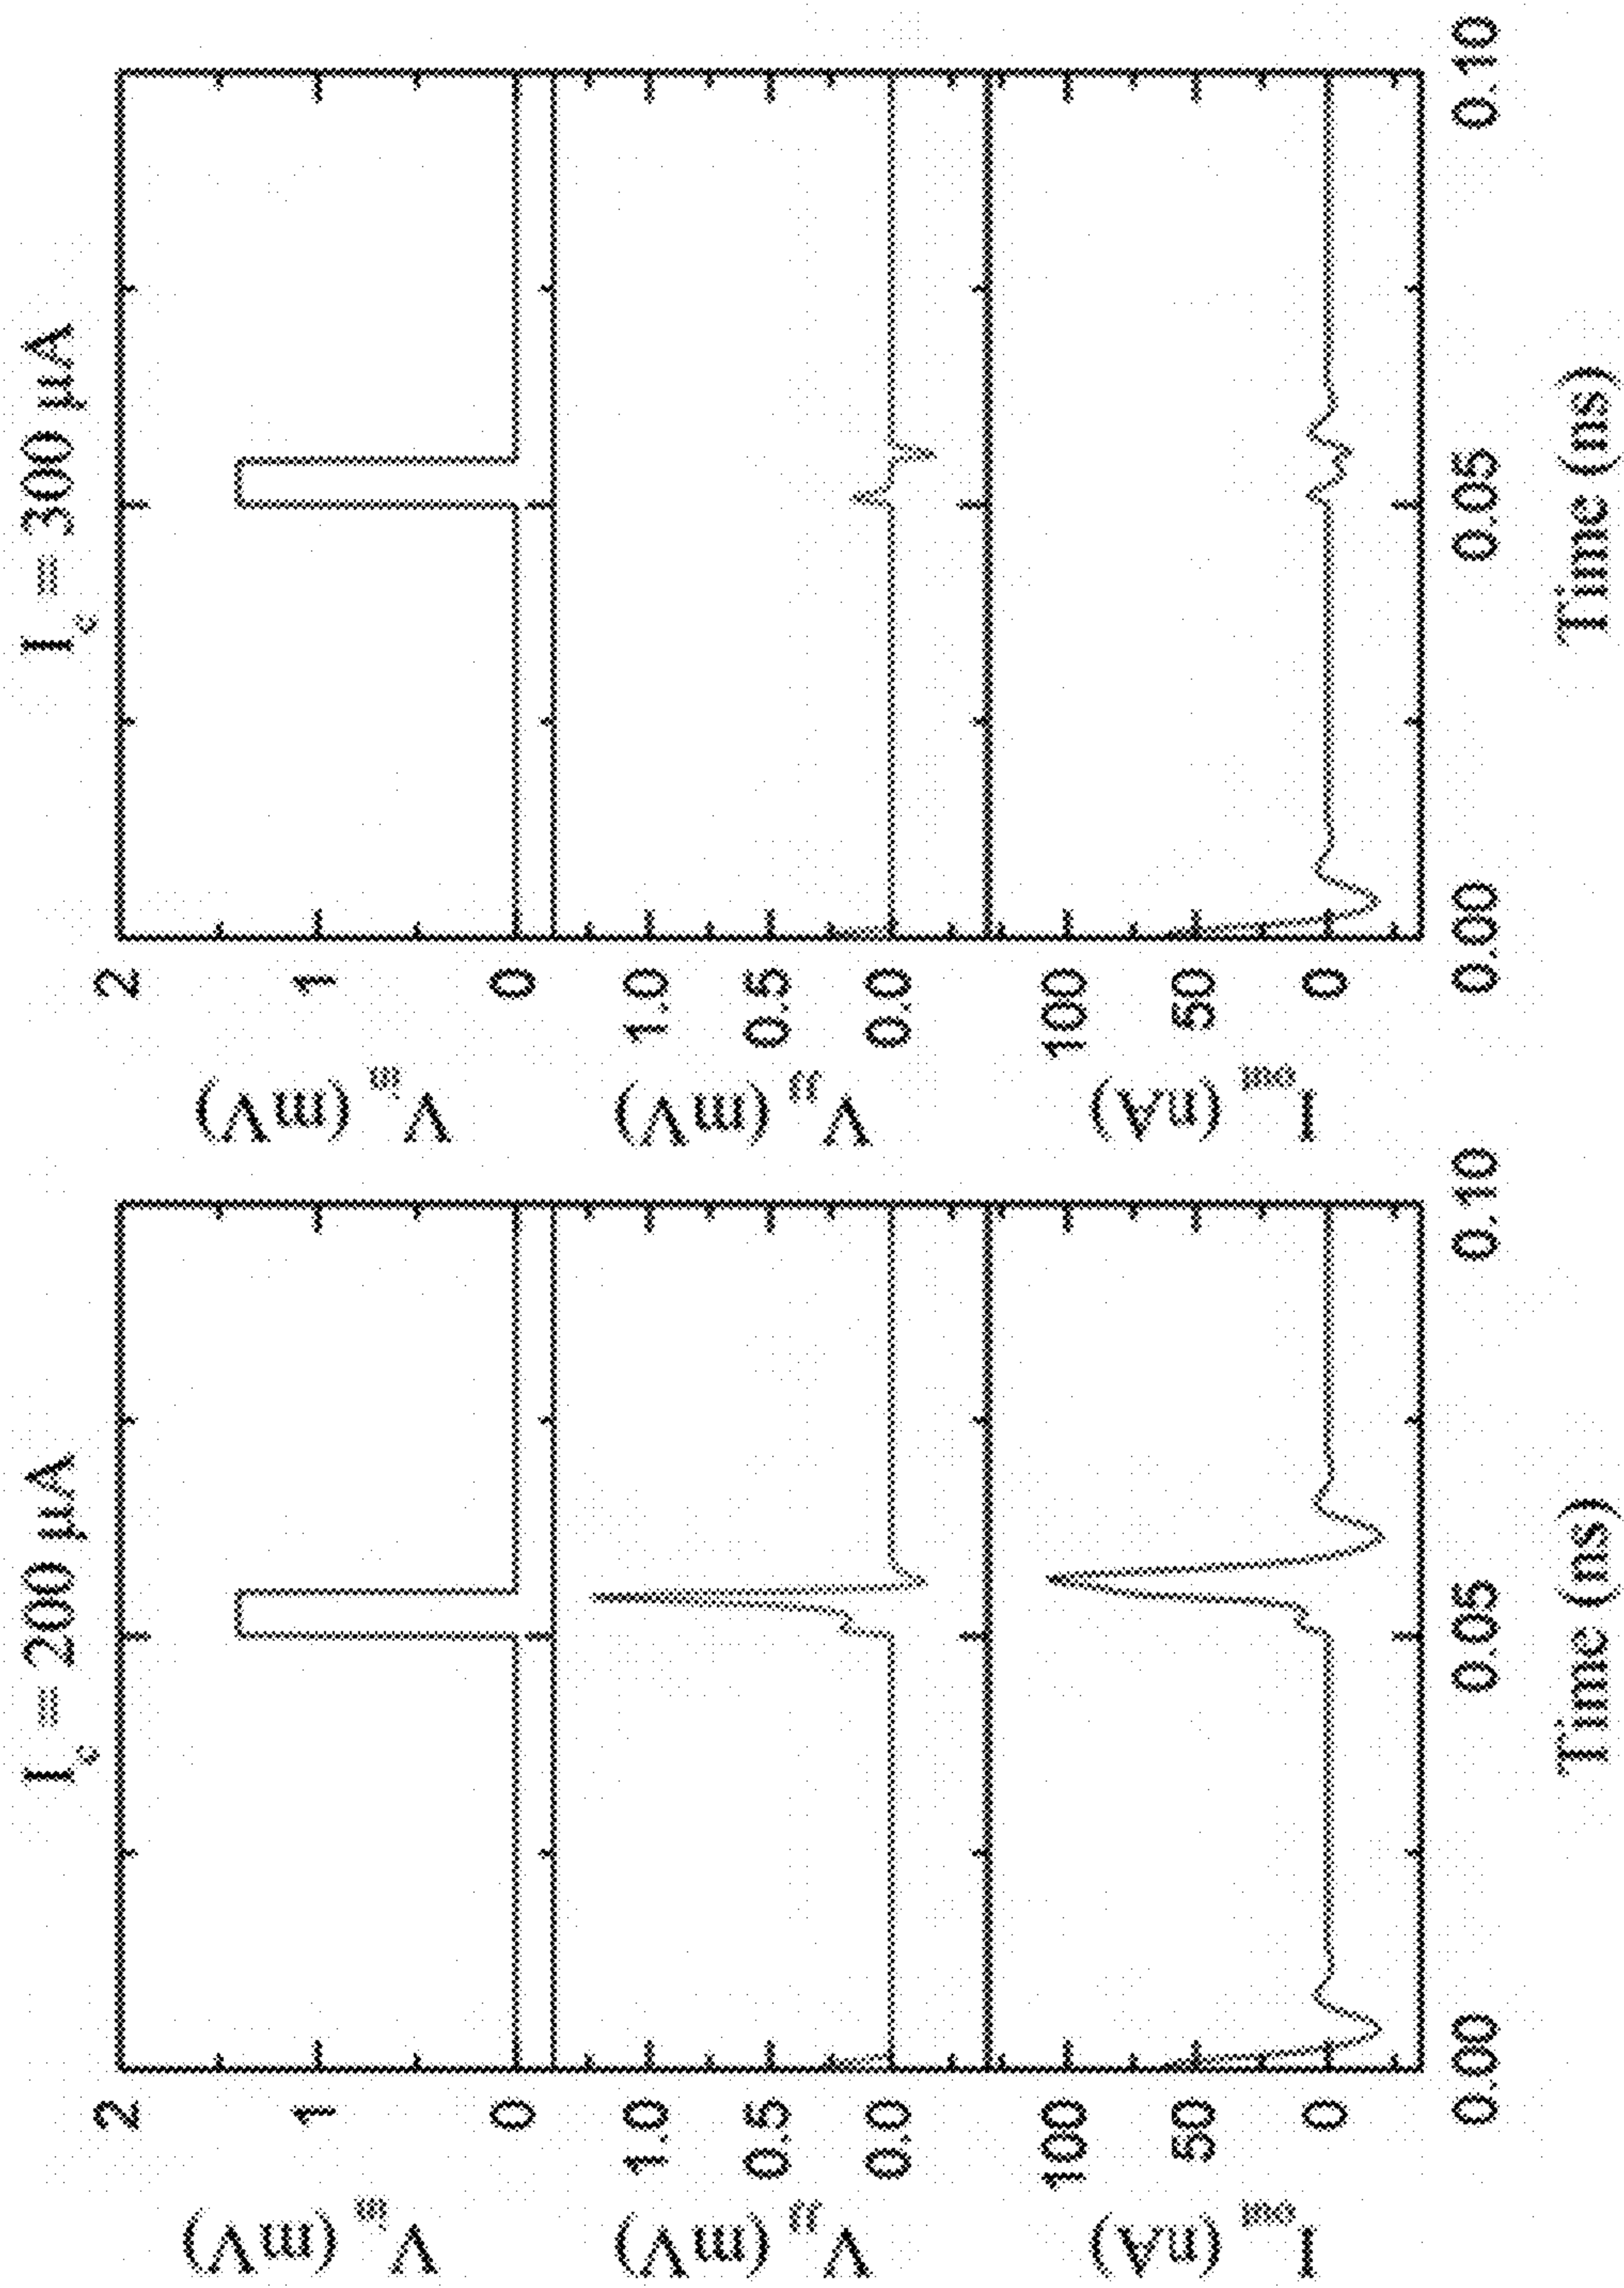 I_c = 200 μA
V_in (mV)
2
1
0
V_JJ (mV)
1.0
0.5
0.0
I_out (nA)
100
50
0
0.00
0.05
0.10
Time (ns)
I_c = 300 μA
V_in (mV)
2
1
0
V_JJ (mV)
1.0
0.5
0.0
I_out (nA)
100
50
0
0.00
0.05
0.10
Time (ns)